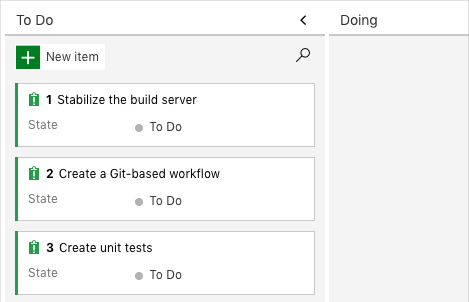 To Do
Doing
New item
1 Stabilize the build server
State To Do
2 Create a Git-based workflow
State To Do
3 Create unit tests
State To Do